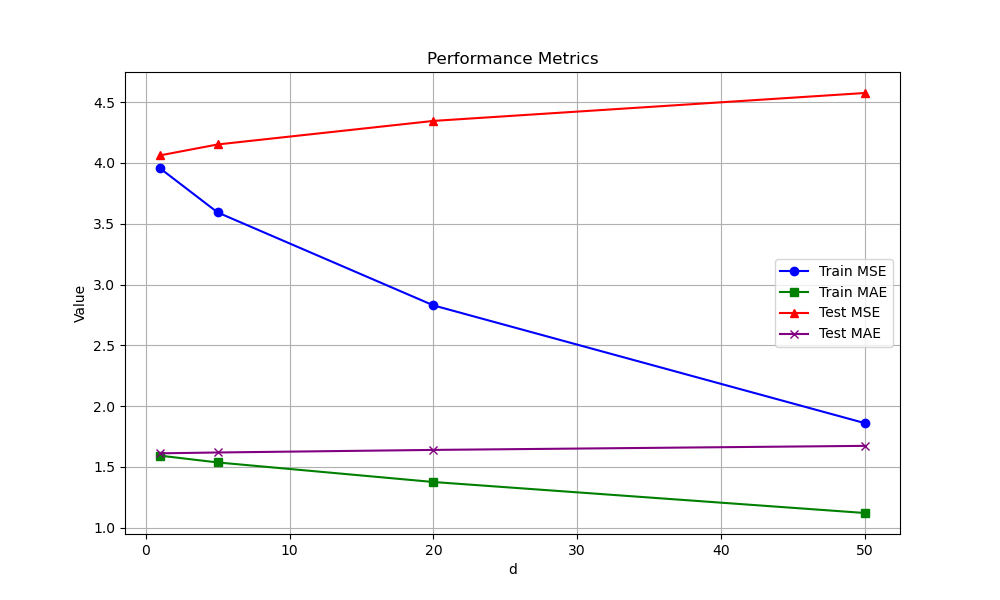 Performance Metrics
4.5
4.0
3.5
3.0
2.5
2.0
1.5
1.0
Value
Train MSE
Train MAE
Test MSE
Test MAE
0 10 20 30 40 50
d